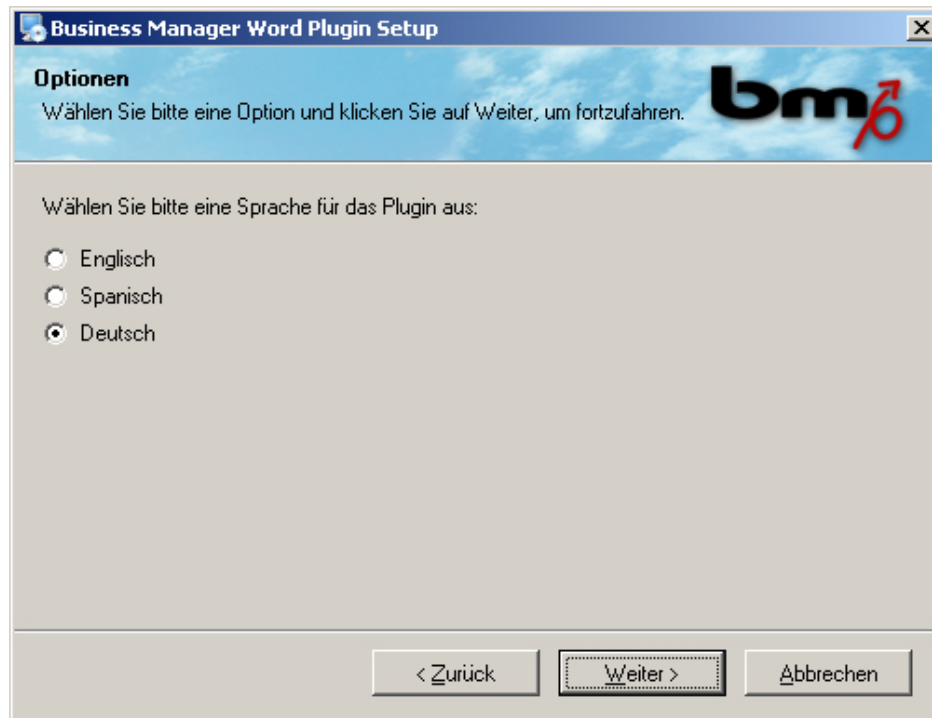 Business Manager Word Plugin Setup
Optionen
Wählen Sie bitte eine Option und klicken Sie auf Weiter, um fortzufahren.
bm6
Wählen Sie bitte eine Sprache für das Plugin aus:
Englisch
Spanisch
Deutsch
< Zurück
Weiter >
Abbrechen